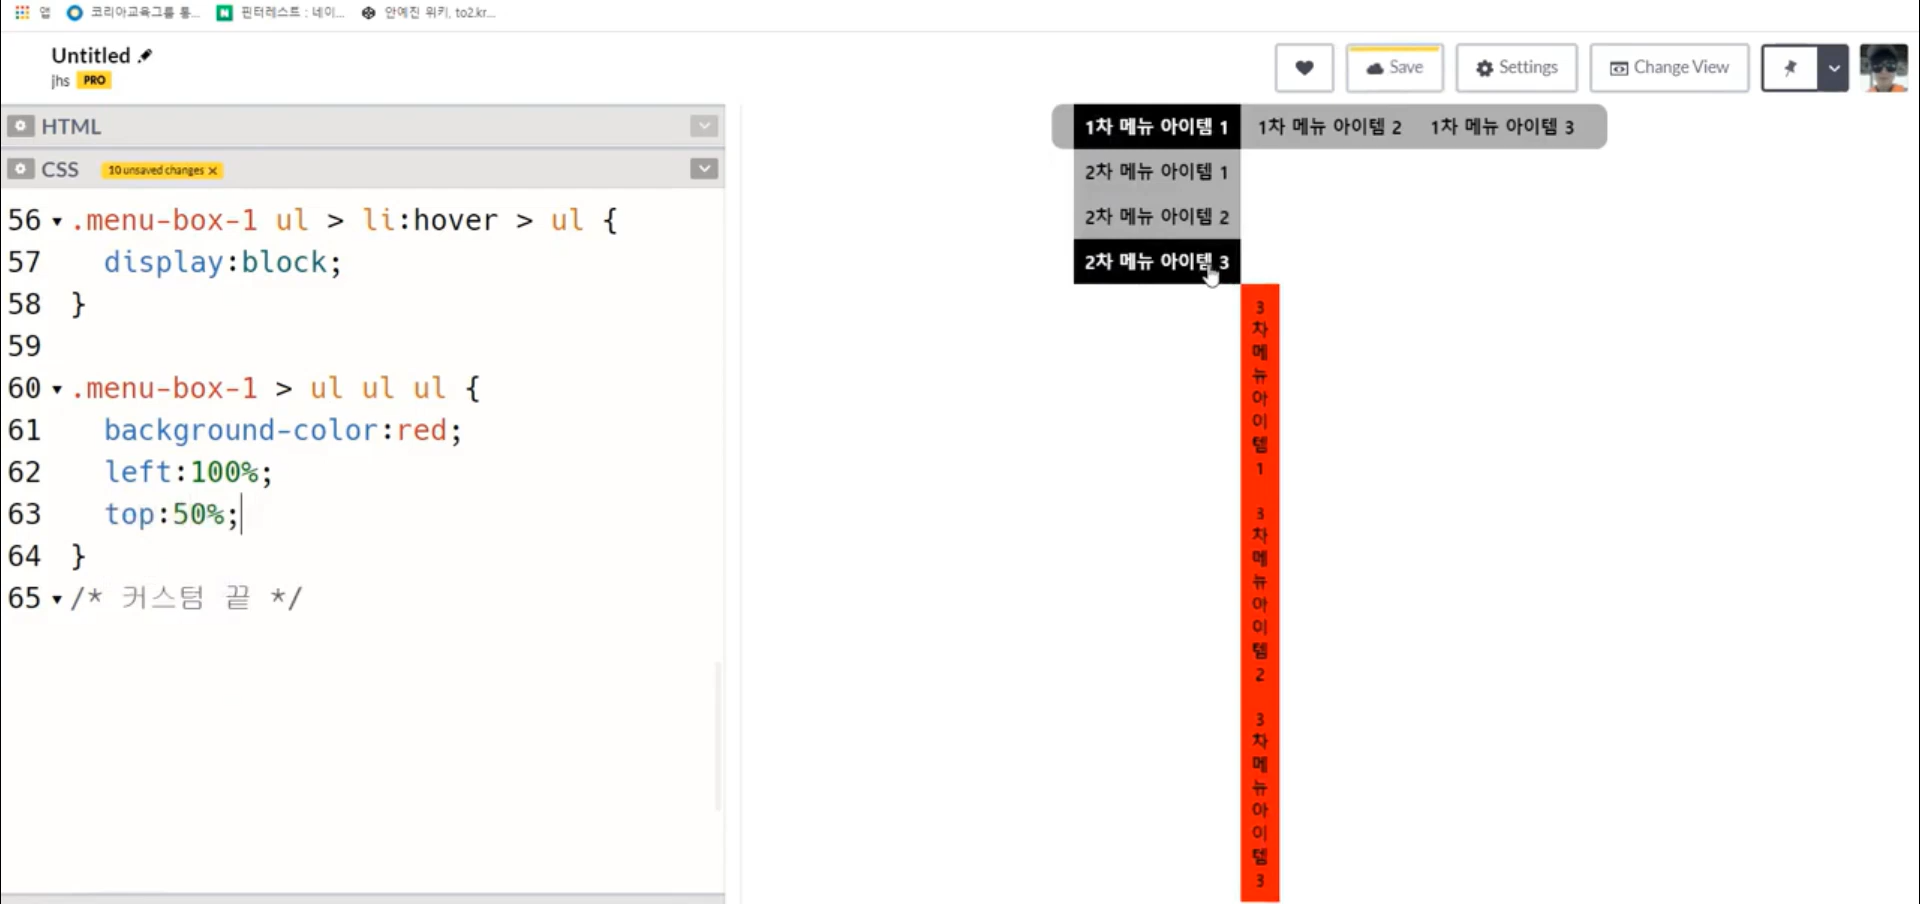 앱 코리아교육그룹 통... 핀터레스트 : 네이... 안예진 위키, to2.kr...
Untitled
jhs PRO
Save Settings Change View
HTML
CSS 10 unsaved changes ×
56 .menu-box-1 ul > li:hover > ul {
57 display:block;
58 }
59
60 .menu-box-1 > ul ul ul {
61 background-color:red;
62 left:100%;
63 top:50%;
64 }
65 /* 커스텀 끝 */
1차 메뉴 아이템 1 1차 메뉴 아이템 2 1차 메뉴 아이템 3
2차 메뉴 아이템 1
2차 메뉴 아이템 2
2차 메뉴 아이템 3
3
차
메
뉴
아
이
템
1
3
차
메
뉴
아
이
템
2
3
차
메
뉴
아
이
템
3